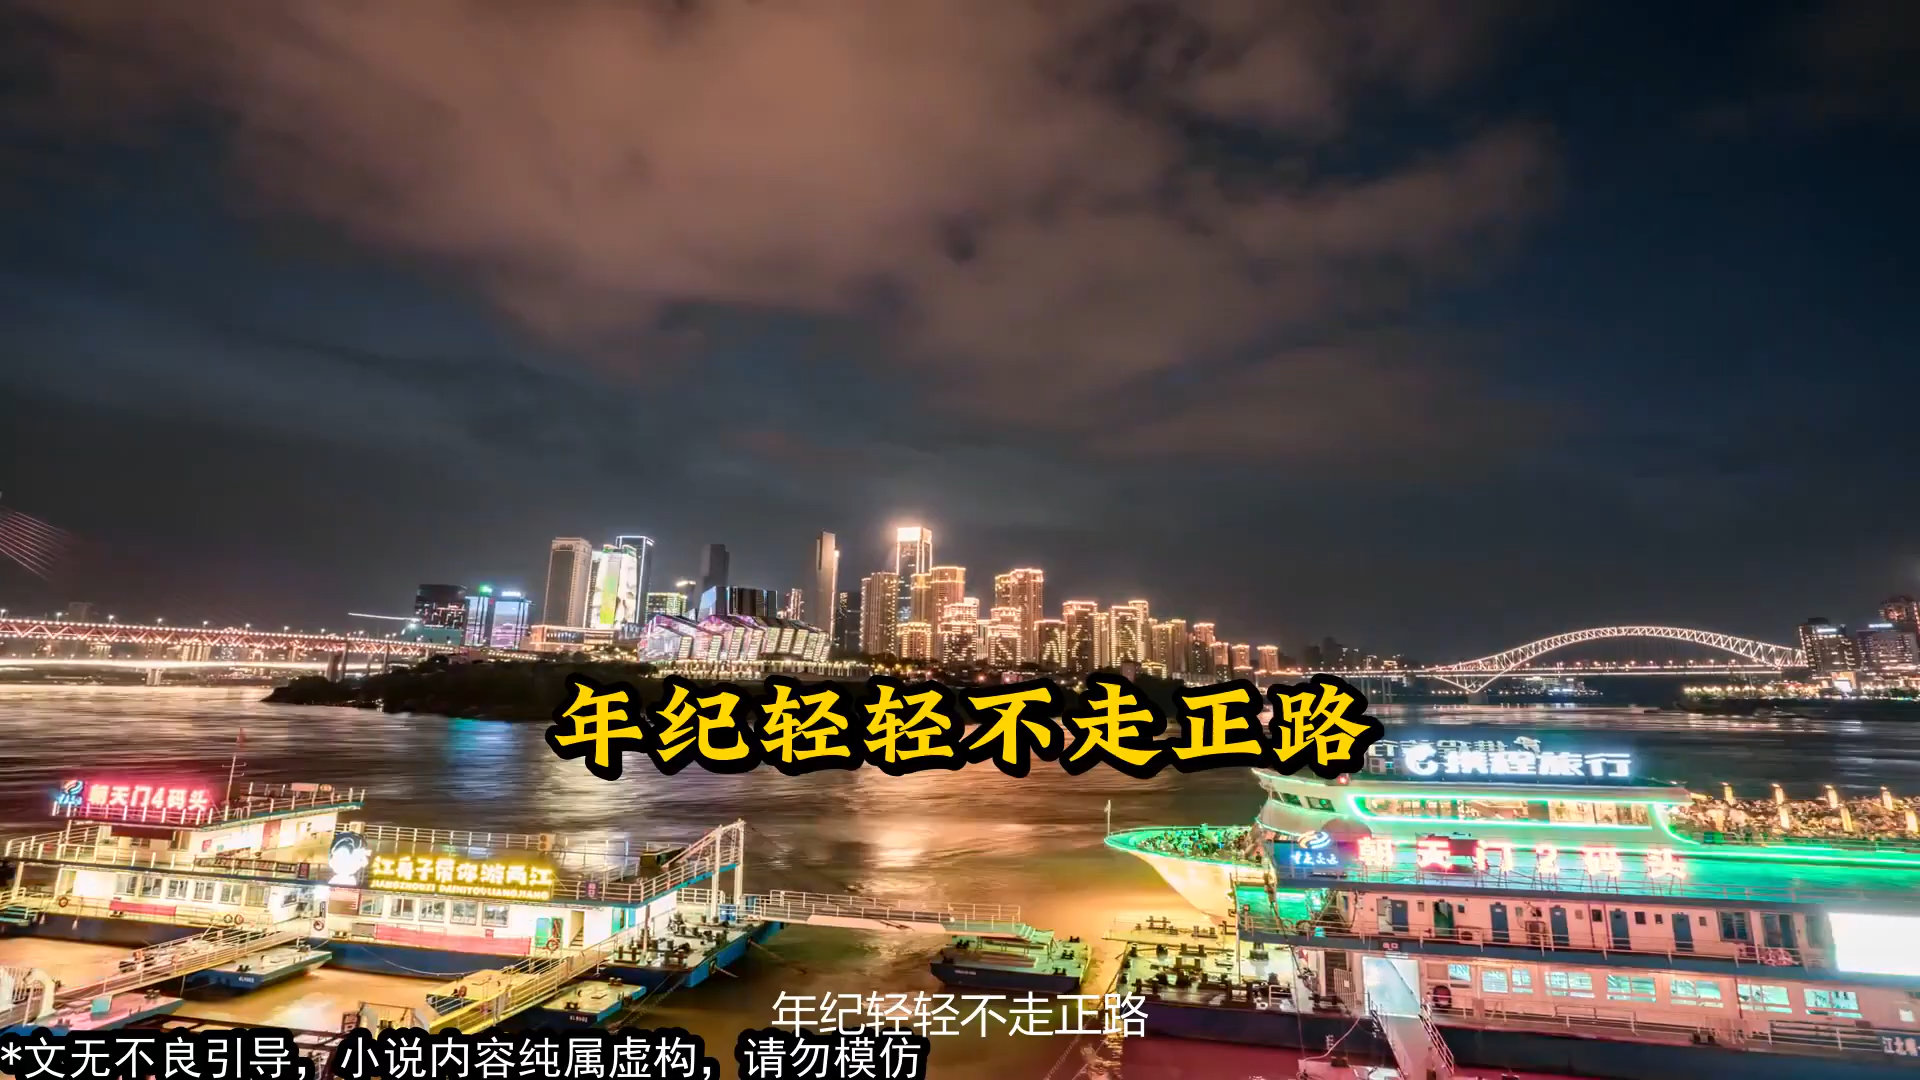 年纪轻轻不走正路
携程旅行
朝天门4码头
江舟子带你游两江
JIANGZHOUZI DAINIYOULIANGJIANG
朝天门2码头
年纪轻轻不走正路
*文无不良引导，小说内容纯属虚构，请勿模仿